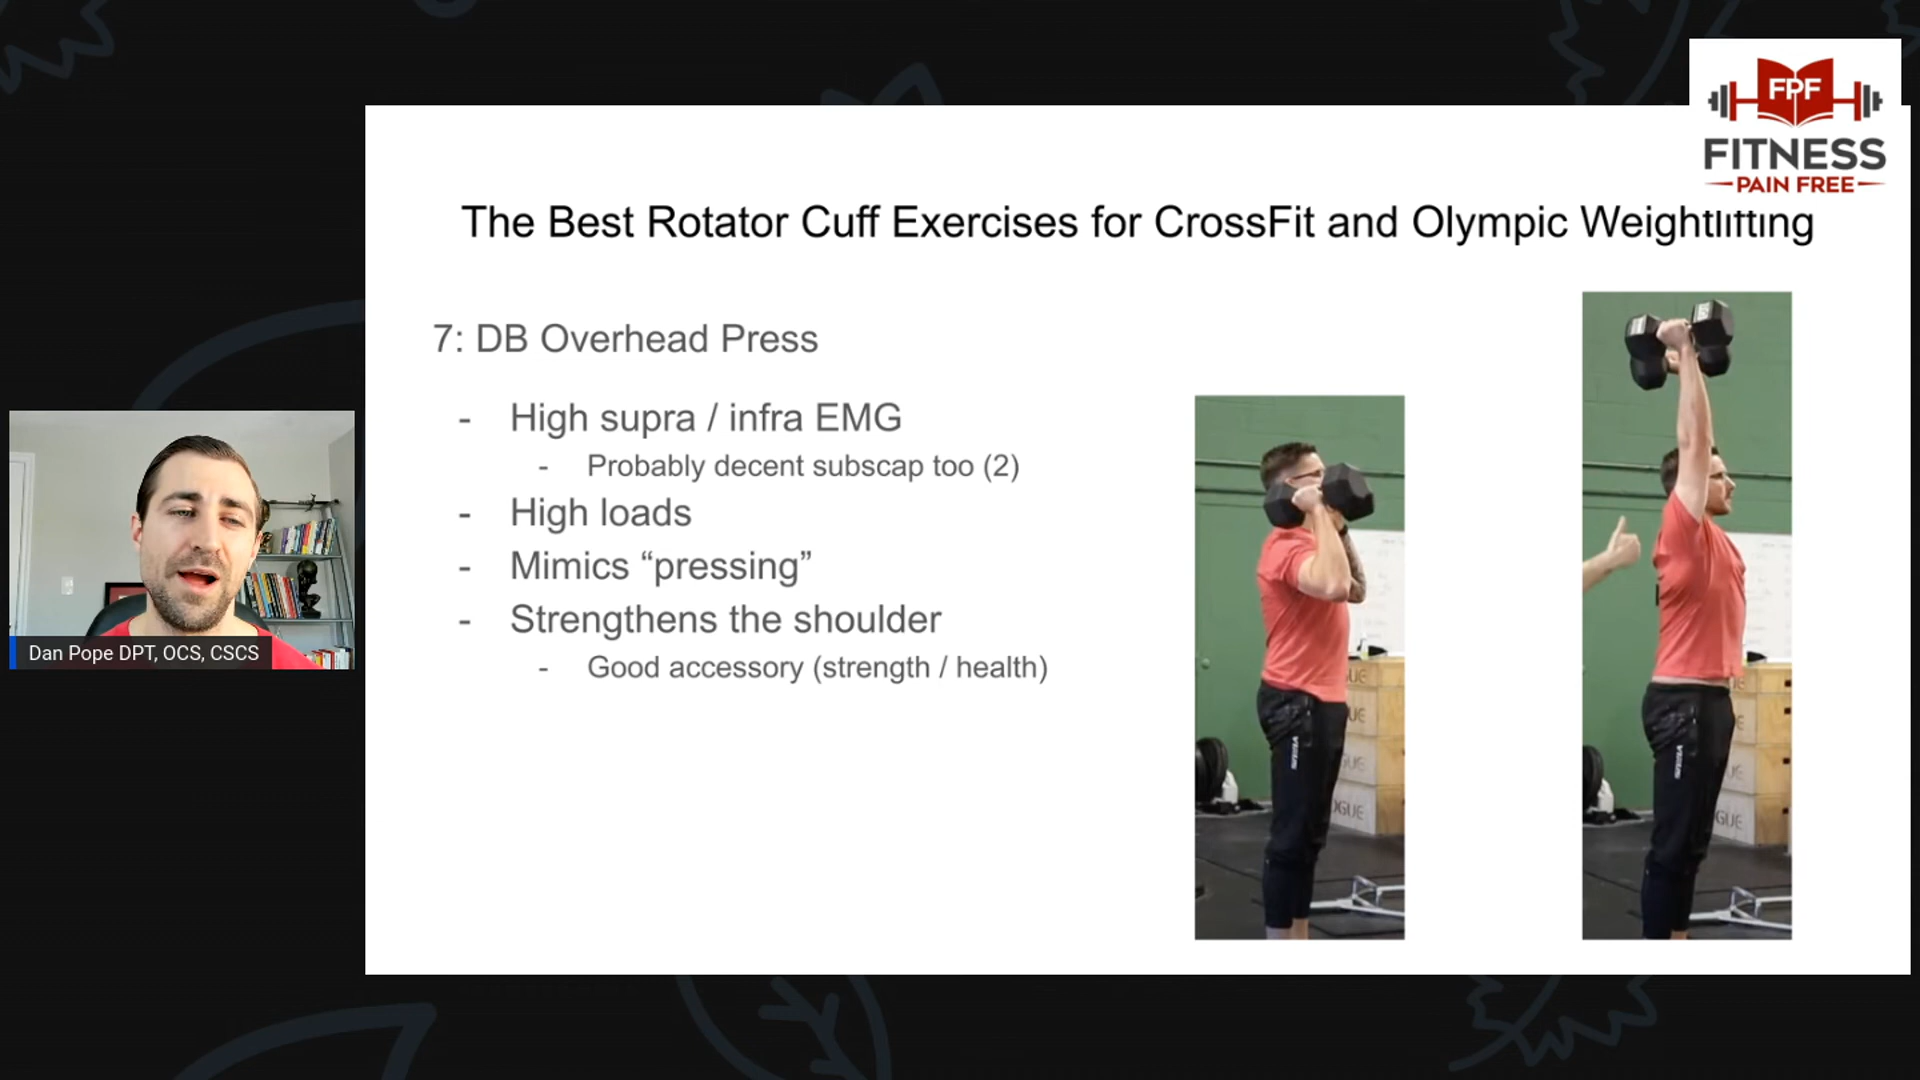 FPF
FITNESS
PAIN FREE
The Best Rotator Cuff Exercises for CrossFit and Olympic Weightlifting
7: DB Overhead Press
- High supra / infra EMG
- Probably decent subscap too (2)
- High loads
- Mimics “pressing”
- Strengthens the shoulder
- Good accessory (strength / health)
Dan Pope DPT, OCS, CSCS